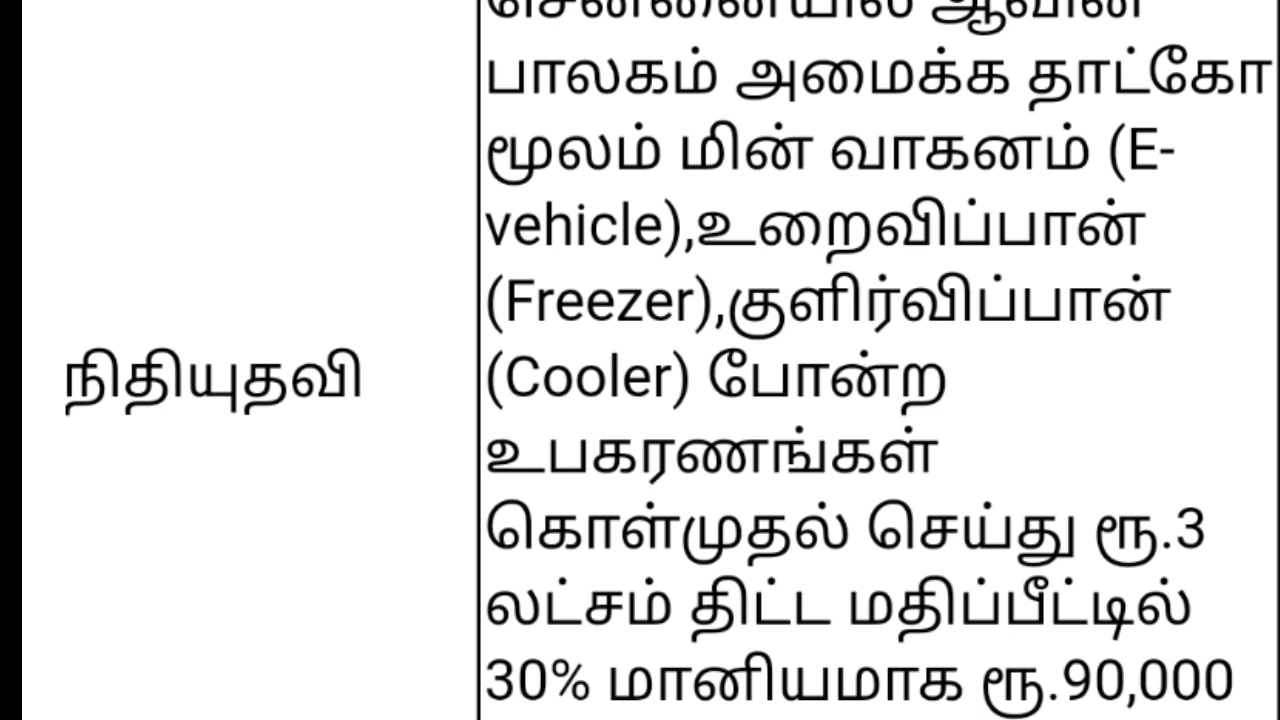 சென்னையில் ஆவின்
பாலகம் அமைக்க தாட்கோ
மூலம் மின் வாகனம் (E-
vehicle),உறைவிப்பான்
(Freezer),குளிர்விப்பான்
நிதியுதவி
(Cooler) போன்ற
உபகரணங்கள்
கொள்முதல் செய்து ரூ.3
லட்சம் திட்ட மதிப்பீட்டில்
30% மானியமாக ரூ.90,000